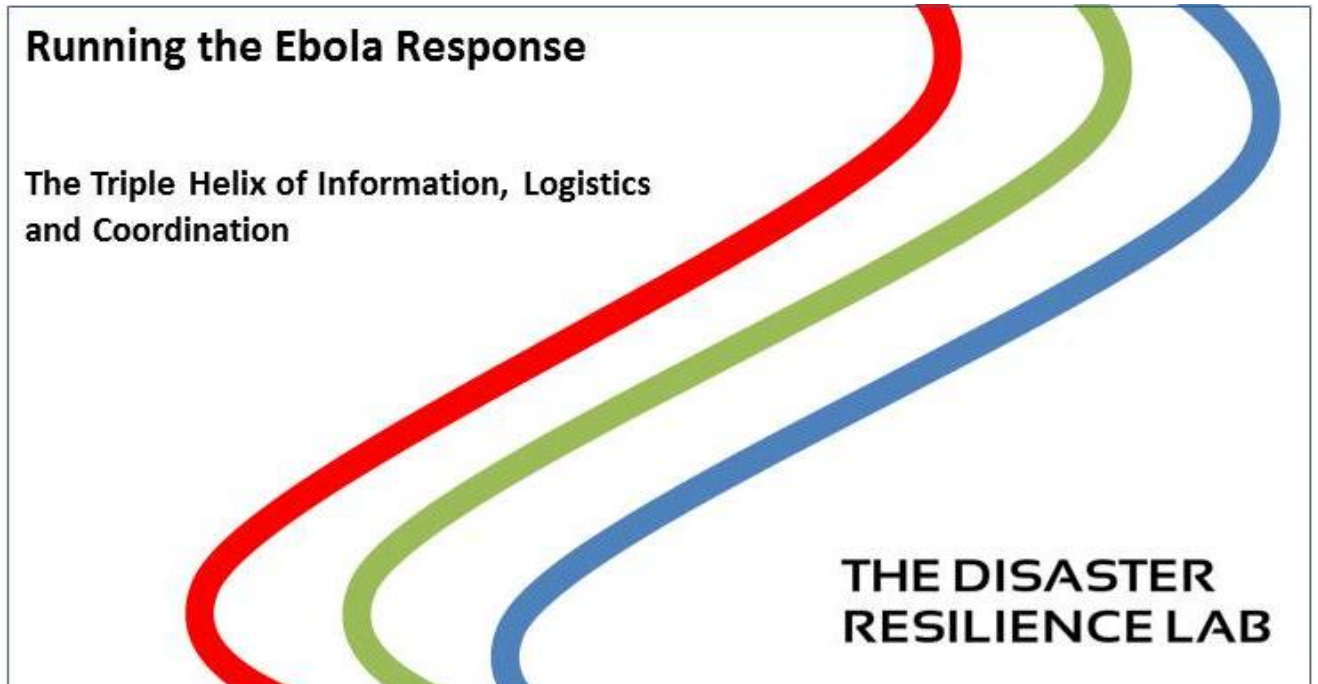 Running the Ebola Response
The Triple Helix of Information, Logistics
and Coordination
THE DISASTER
RESILIENCE LAB